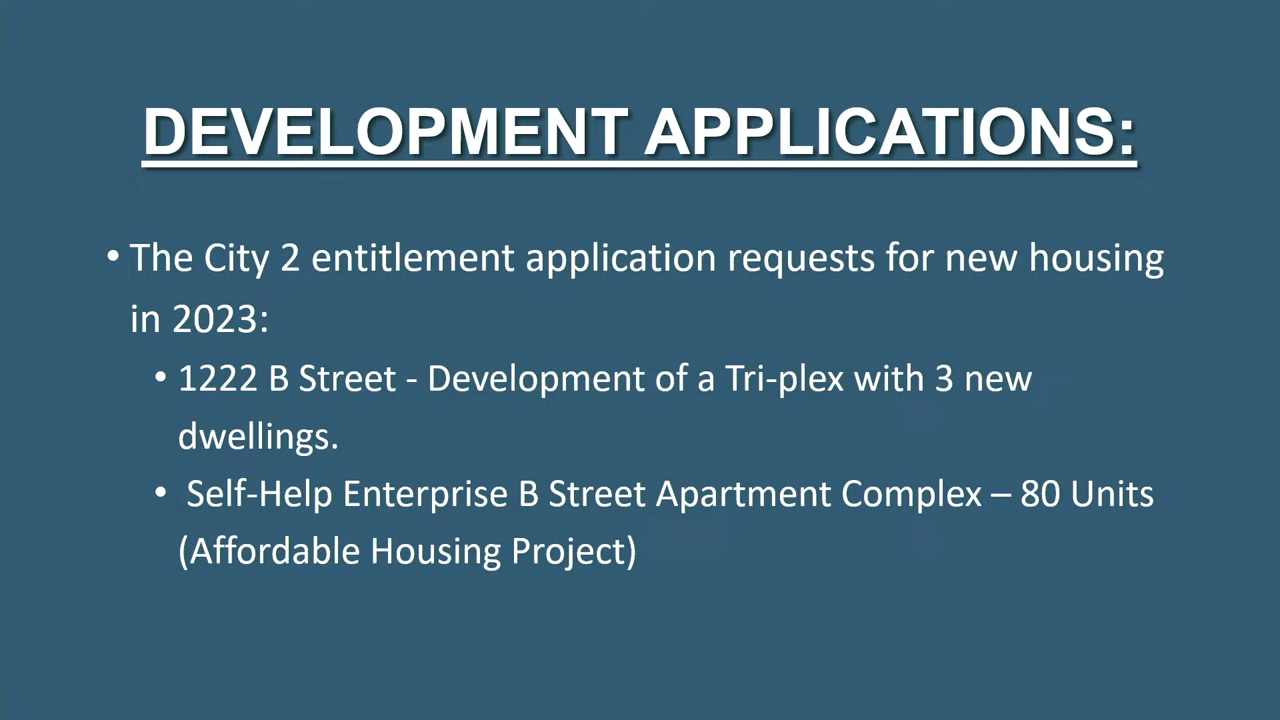 DEVELOPMENT APPLICATIONS:
• The City 2 entitlement application requests for new housing
in 2023:
• 1222 B Street - Development of a Tri-plex with 3 new
dwellings.
• Self-Help Enterprise B Street Apartment Complex – 80 Units
(Affordable Housing Project)